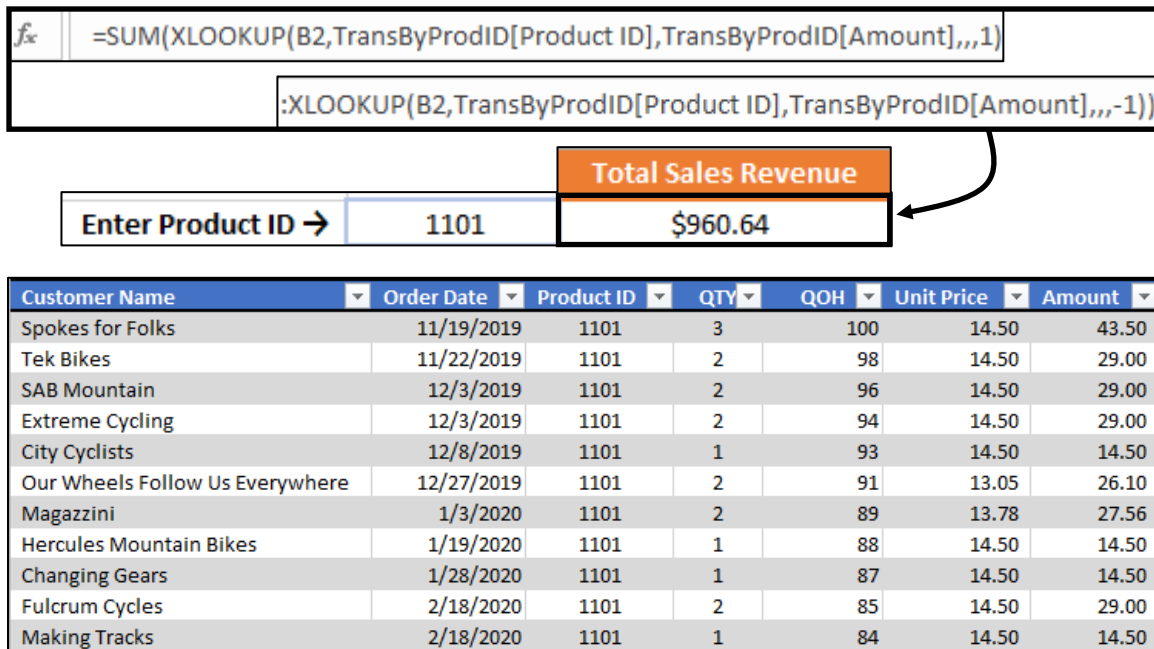 fx =SUM(XLOOKUP(B2,TransByProdID[Product ID],TransByProdID[Amount],,,1)
:XLOOKUP(B2,TransByProdID[Product ID],TransByProdID[Amount],,,-1))
Total Sales Revenue
Enter Product ID → 1101 $960.64
Customer Name Order Date Product ID QTY QOH Unit Price Amount
Spokes for Folks 11/19/2019 1101 3 100 14.50 43.50
Tek Bikes 11/22/2019 1101 2 98 14.50 29.00
SAB Mountain 12/3/2019 1101 2 96 14.50 29.00
Extreme Cycling 12/3/2019 1101 2 94 14.50 29.00
City Cyclists 12/8/2019 1101 1 93 14.50 14.50
Our Wheels Follow Us Everywhere 12/27/2019 1101 2 91 13.05 26.10
Magazzini 1/3/2020 1101 2 89 13.78 27.56
Hercules Mountain Bikes 1/19/2020 1101 1 88 14.50 14.50
Changing Gears 1/28/2020 1101 1 87 14.50 14.50
Fulcrum Cycles 2/18/2020 1101 2 85 14.50 29.00
Making Tracks 2/18/2020 1101 1 84 14.50 14.50